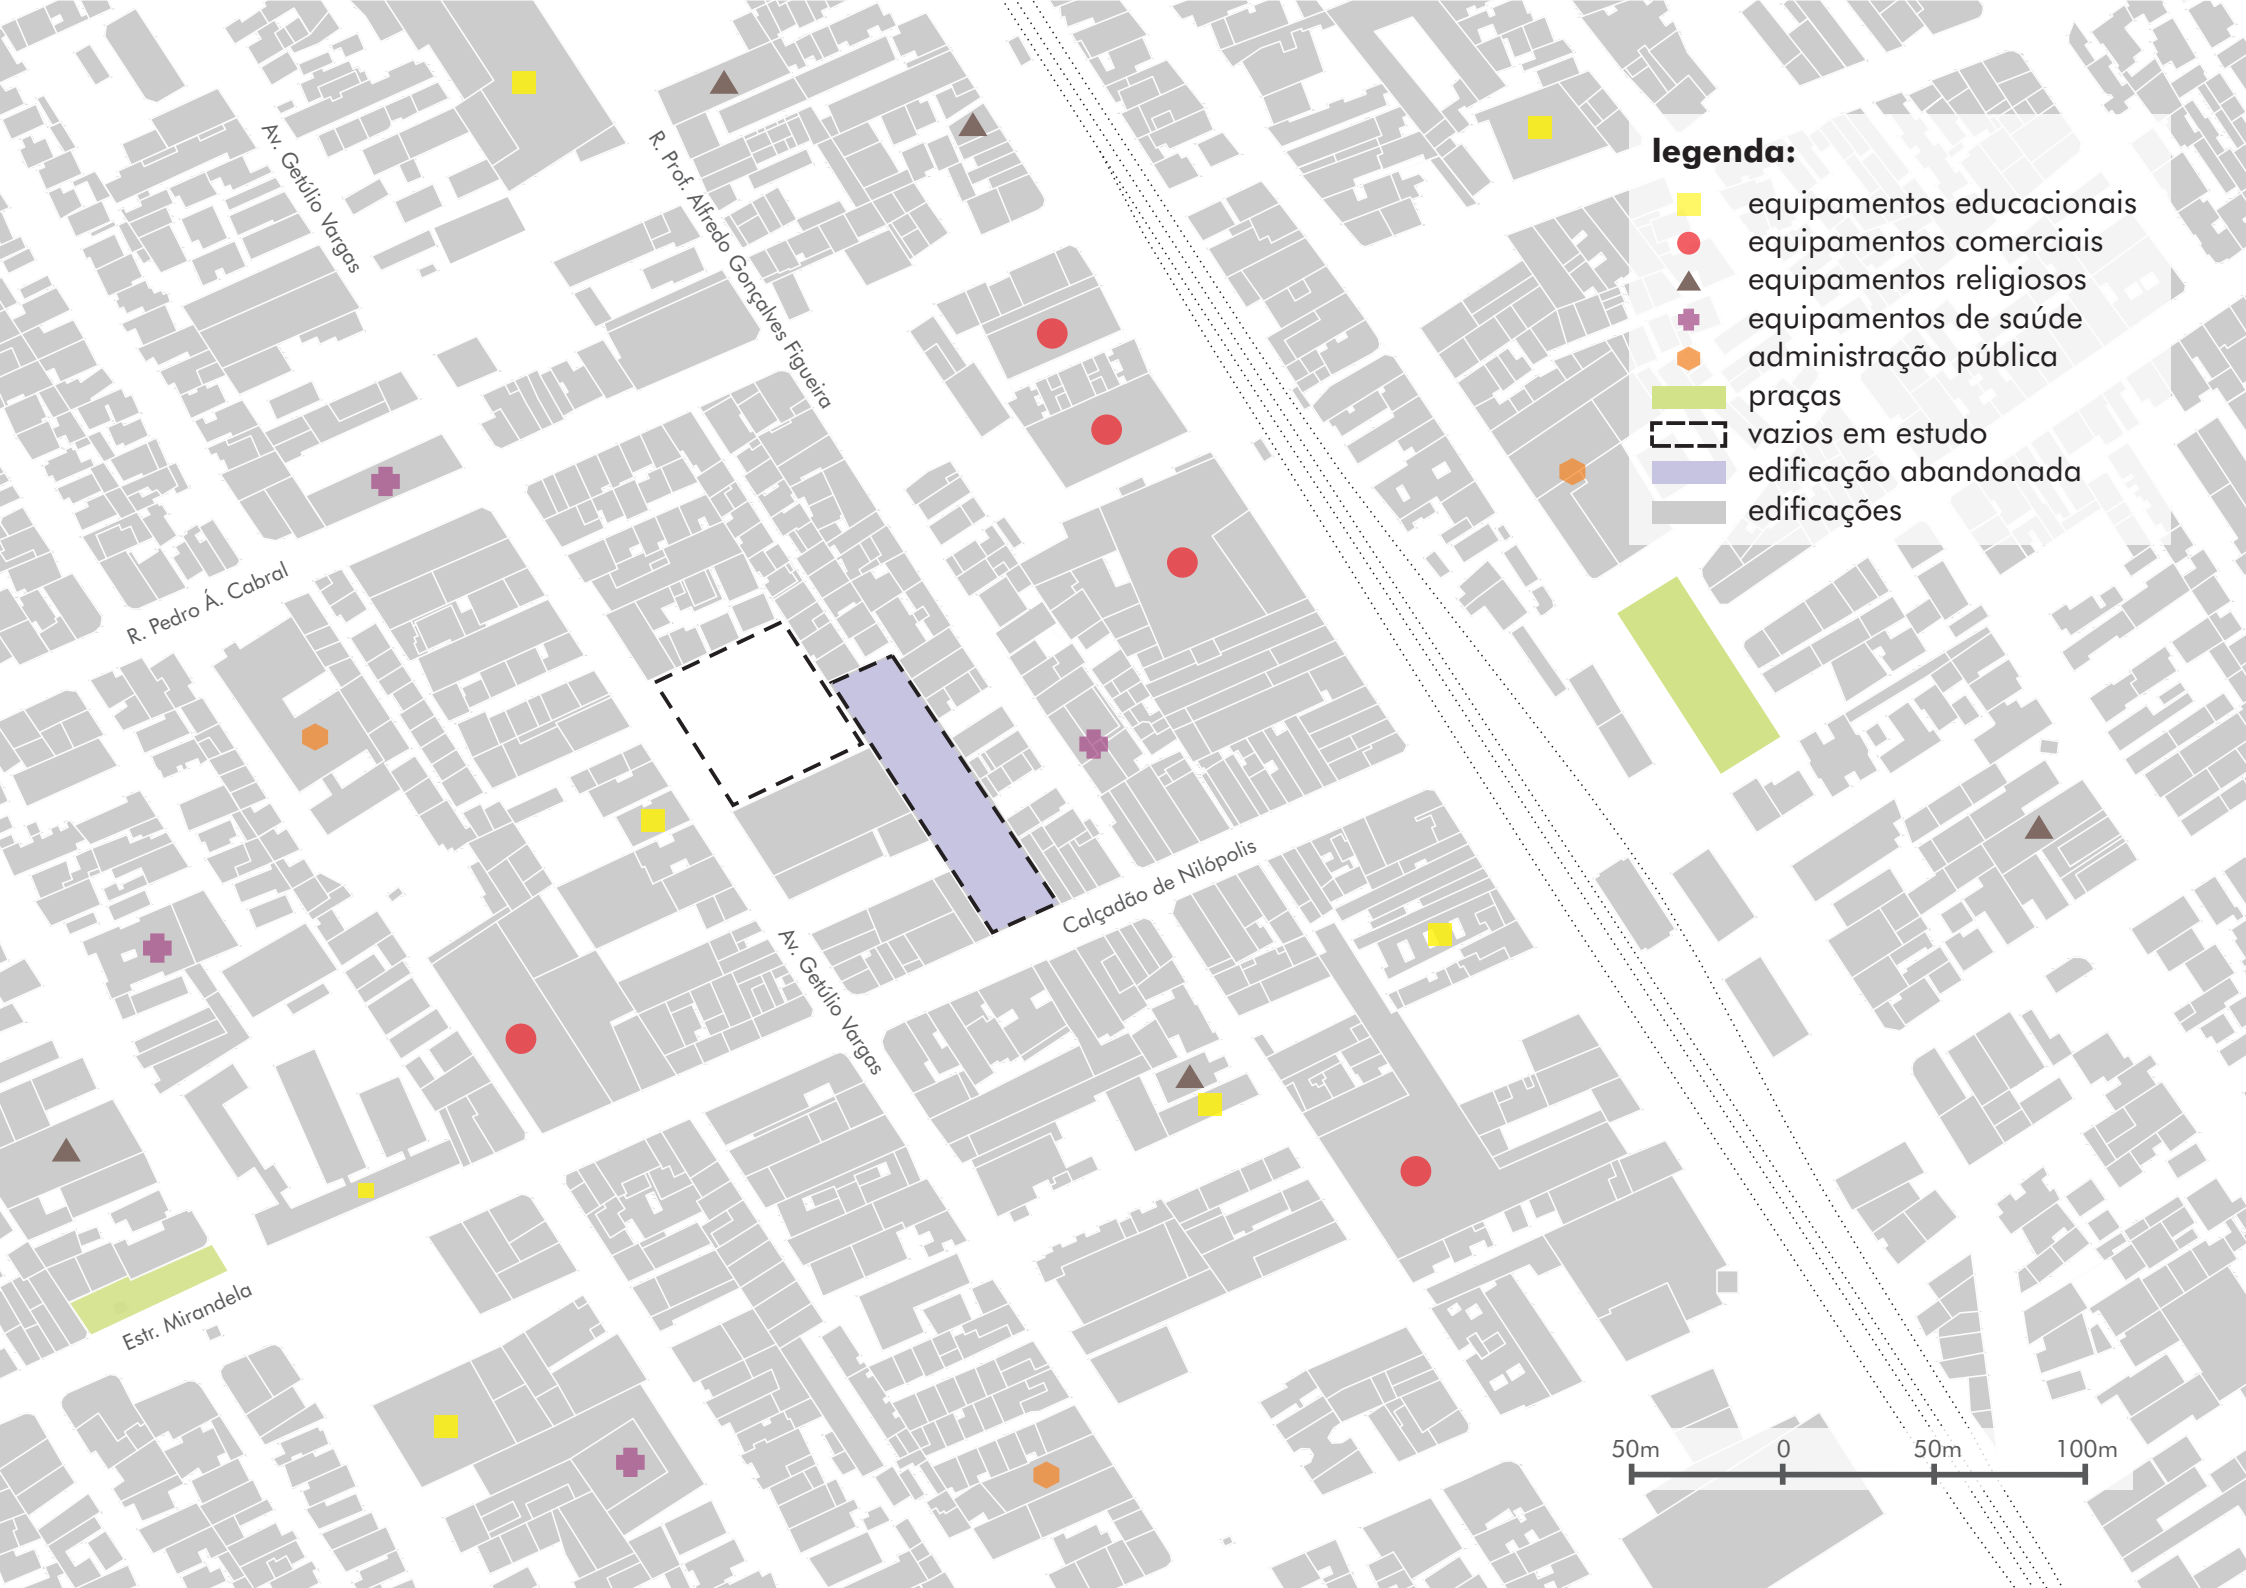 Av. Getúlio Vargas
R. Prof. Alfredo Gonçalves Figueira
legenda:
equipamentos educacionais
equipamentos comerciais
equipamentos religiosos
equipamentos de saúde
administração pública
praças
vazios em estudo
edificação abandonada
edificações
R. Pedro Á. Cabral
Calçadão de Nilópolis
Av. Getúlio Vargas
Estr. Mirandela
50m 0 50m 100m